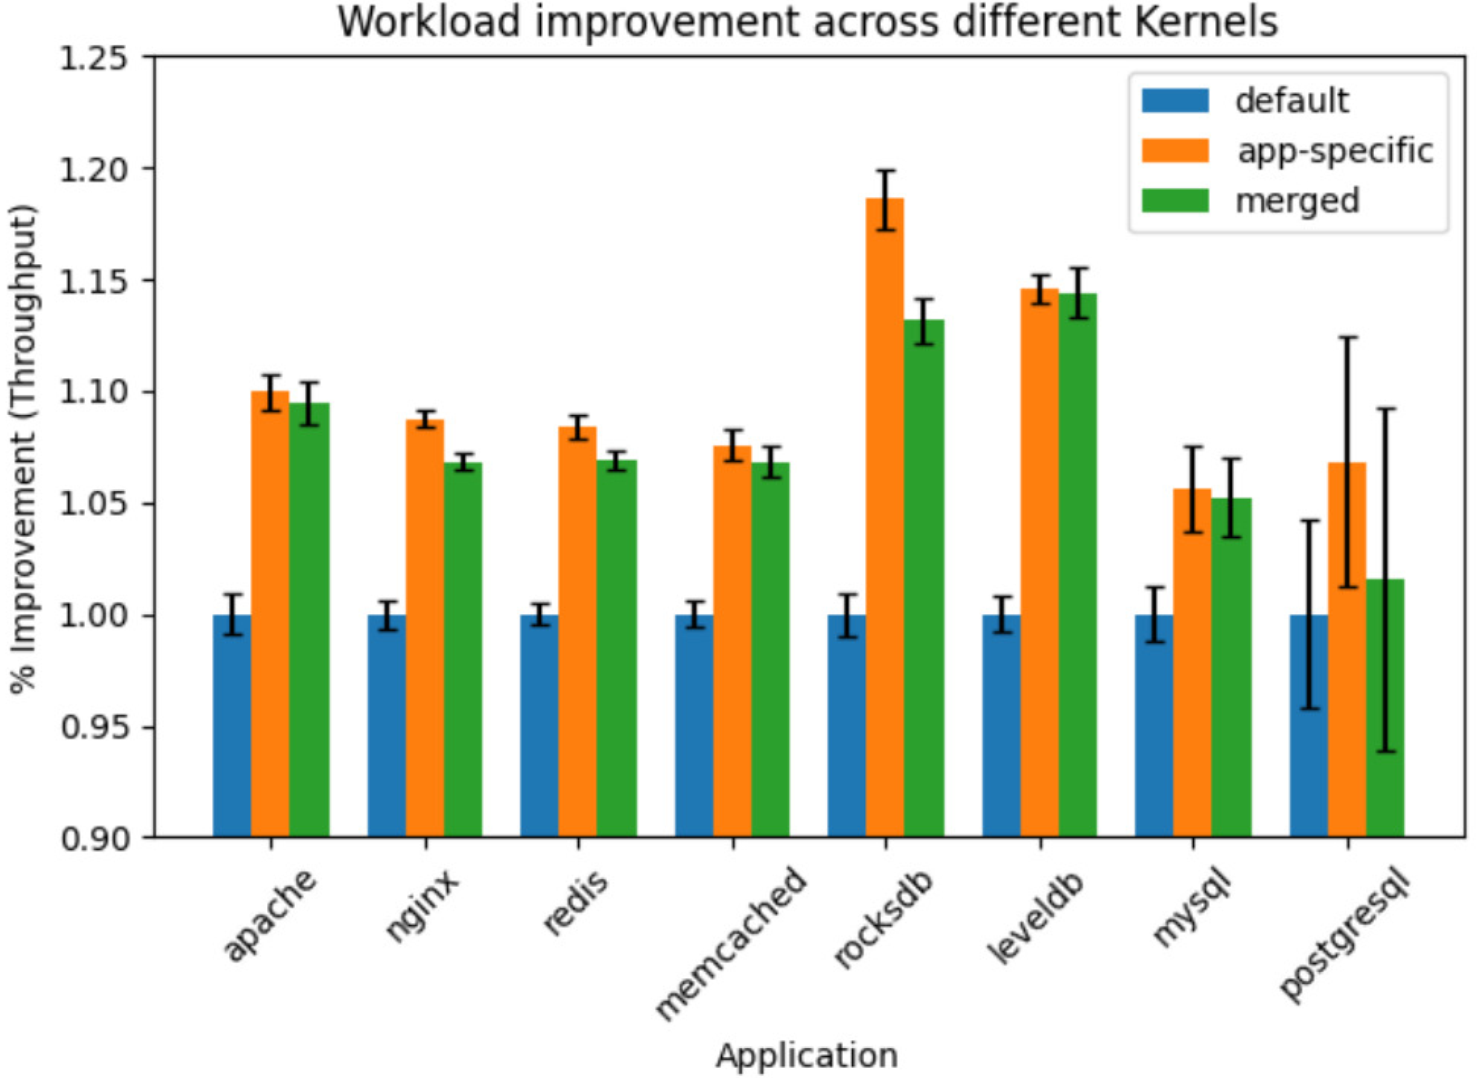 Workload improvement across different Kernels
% Improvement (Throughput)
1.25
1.20
1.15
1.10
1.05
1.00
0.95
0.90
default
app-specific
merged
apache
nginx
redis
memcached
rocksdb
leveldb
mysql
postgresql
Application